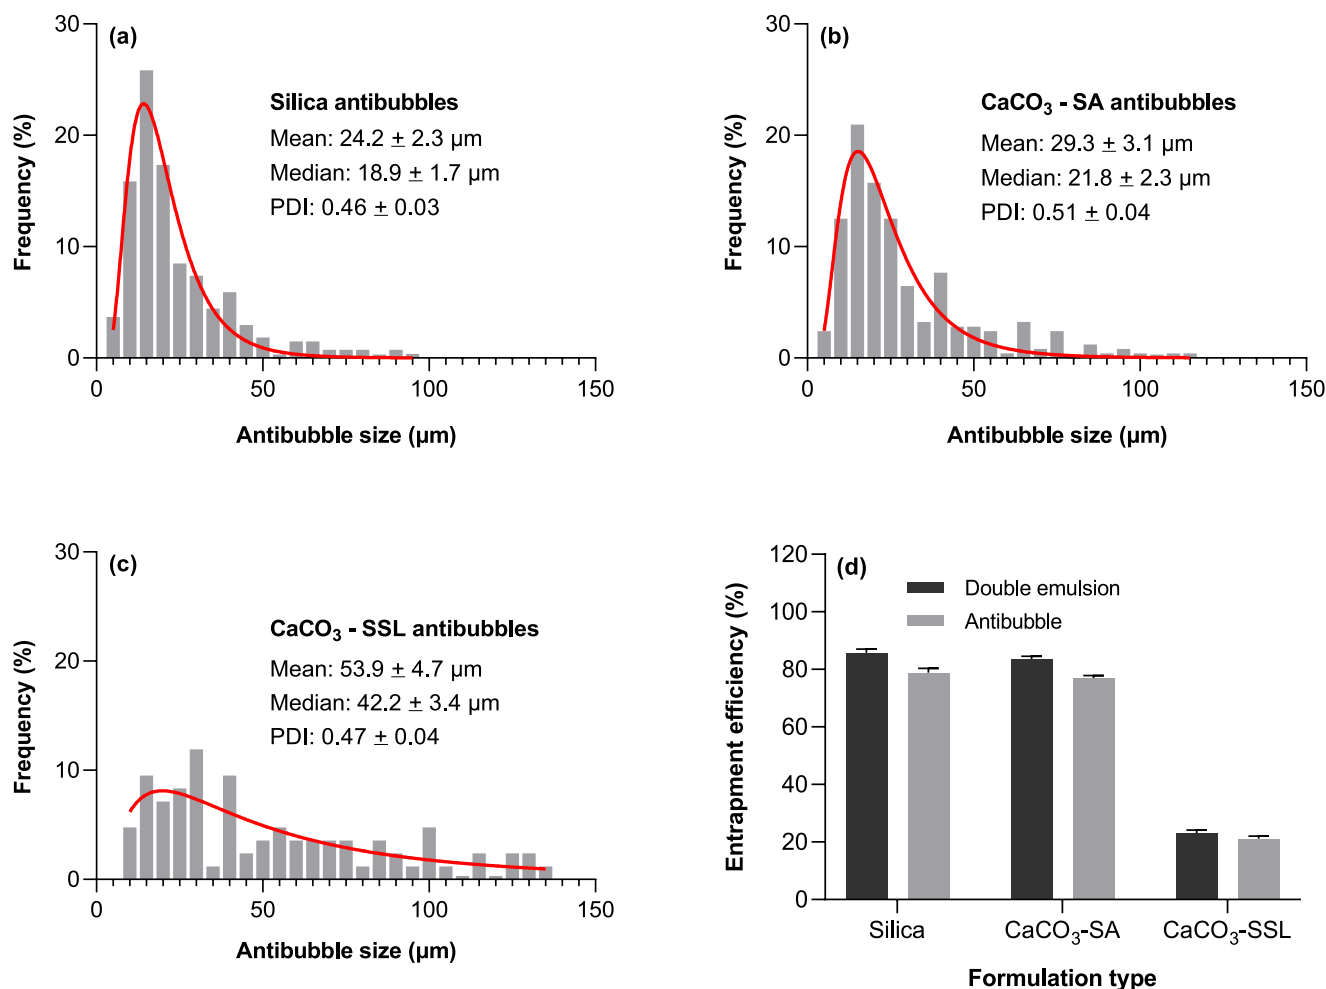 (a)
Silica antibubbles
Mean: 24.2 ± 2.3 µm
Median: 18.9 ± 1.7 µm
PDI: 0.46 ± 0.03
Frequency (%)
30
20
10
0
0 50 100 150
Antibubble size (µm)
(b)
CaCO₃ - SA antibubbles
Mean: 29.3 ± 3.1 µm
Median: 21.8 ± 2.3 µm
PDI: 0.51 ± 0.04
Frequency (%)
30
20
10
0
0 50 100 150
Antibubble size (µm)
(c)
CaCO₃ - SSL antibubbles
Mean: 53.9 ± 4.7 µm
Median: 42.2 ± 3.4 µm
PDI: 0.47 ± 0.04
Frequency (%)
30
20
10
0
0 50 100 150
Antibubble size (µm)
(d)
Double emulsion
Antibubble
Entrapment efficiency (%)
120
100
80
60
40
20
0
Silica CaCO₃-SA CaCO₃-SSL
Formulation type